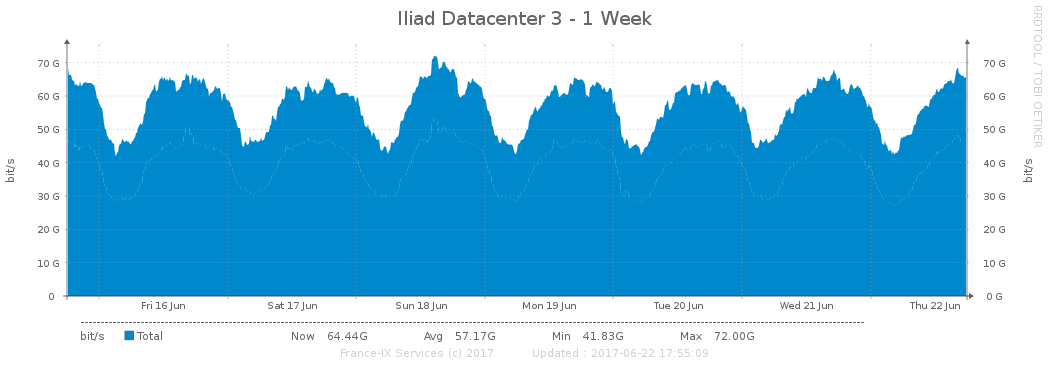 Iliad Datacenter 3 - 1 Week
RRDTOOL / TOBI OETIKER
bit/s
70 G
60 G
50 G
40 G
30 G
20 G
10 G
0
70 G
60 G
50 G
40 G
30 G
20 G
10 G
0 G
bit/s
Fri 16 Jun Sat 17 Jun Sun 18 Jun Mon 19 Jun Tue 20 Jun Wed 21 Jun Thu 22 Jun
bit/s Total Now 64.44G Avg 57.17G Min 41.83G Max 72.00G
France-IX Services (c) 2017 Updated : 2017-06-22 17:55:09